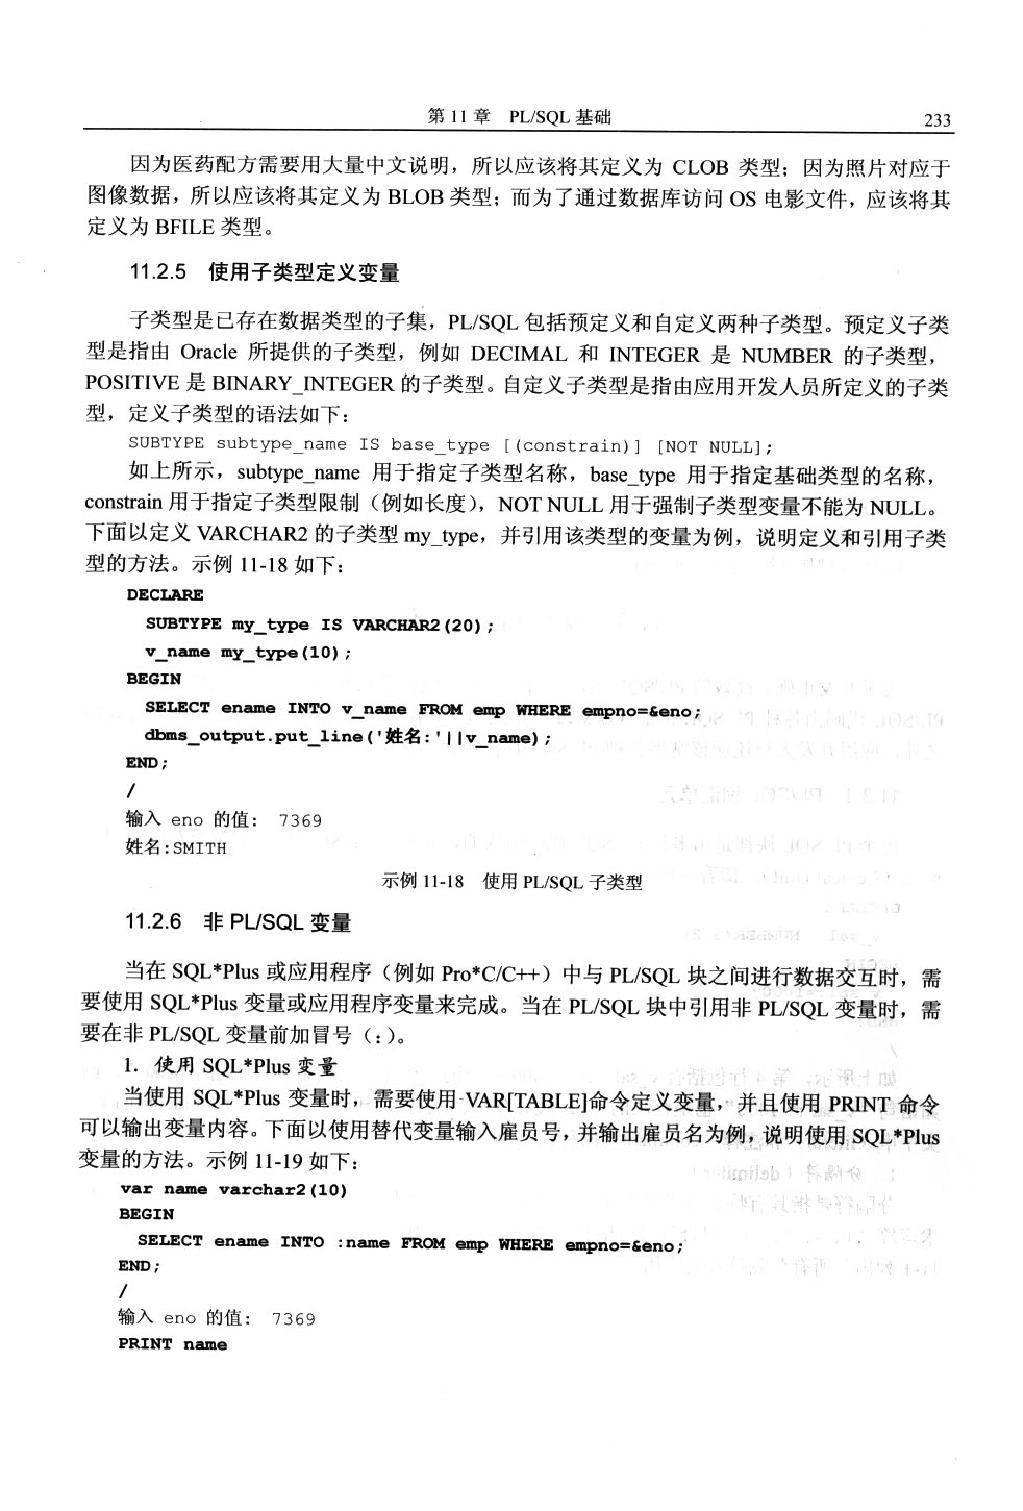 第 11 章 PL/SQL 基础 233
因为医药配方需要用大量中文说明，所以应该将其定义为 CLOB 类型；因为照片对应于
图像数据，所以应该将其定义为 BLOB 类型；而为了通过数据库访问 OS 电影文件，应该将其
定义为 BFILE 类型。
11.2.5 使用子类型定义变量
子类型是已存在数据类型的子集，PL/SQL 包括预定义和自定义两种子类型。预定义子类
型是指由 Oracle 所提供的子类型，例如 DECIMAL 和 INTEGER 是 NUMBER 的子类型，
POSITIVE 是 BINARY_INTEGER 的子类型。自定义子类型是指由应用开发人员所定义的子类
型，定义子类型的语法如下：
SUBTYPE subtype_name IS base_type [(constrain)] [NOT NULL];
如上所示，subtype_name 用于指定子类型名称，base_type 用于指定基础类型的名称，
constrain 用于指定子类型限制（例如长度），NOT NULL 用于强制子类型变量不能为 NULL。
下面以定义 VARCHAR2 的子类型 my_type，并引用该类型的变量为例，说明定义和引用子类
型的方法。示例 11-18 如下：
DECLARE
SUBTYPE my_type IS VARCHAR2(20);
v_name my_type(10);
BEGIN
SELECT ename INTO v_name FROM emp WHERE empno=&eno;
dbms_output.put_line('姓名:'||v_name);
END;
/
输入 eno 的值: 7369
姓名:SMITH
示例 11-18 使用 PL/SQL 子类型
11.2.6 非 PL/SQL 变量
当在 SQL*Plus 或应用程序（例如 Pro*C/C++）中与 PL/SQL 块之间进行数据交互时，需
要使用 SQL*Plus 变量或应用程序变量来完成。当在 PL/SQL 块中引用非 PL/SQL 变量时，需
要在非 PL/SQL 变量前加冒号（:）。
1．使用 SQL*Plus 变量
当使用 SQL*Plus 变量时，需要使用 VAR[TABLE]命令定义变量，并且使用 PRINT 命令
可以输出变量内容。下面以使用替代变量输入雇员号，并输出雇员名为例，说明使用 SQL*Plus
变量的方法。示例 11-19 如下：
var name varchar2(10)
BEGIN
SELECT ename INTO :name FROM emp WHERE empno=&eno;
END;
/
输入 eno 的值: 7369
PRINT name